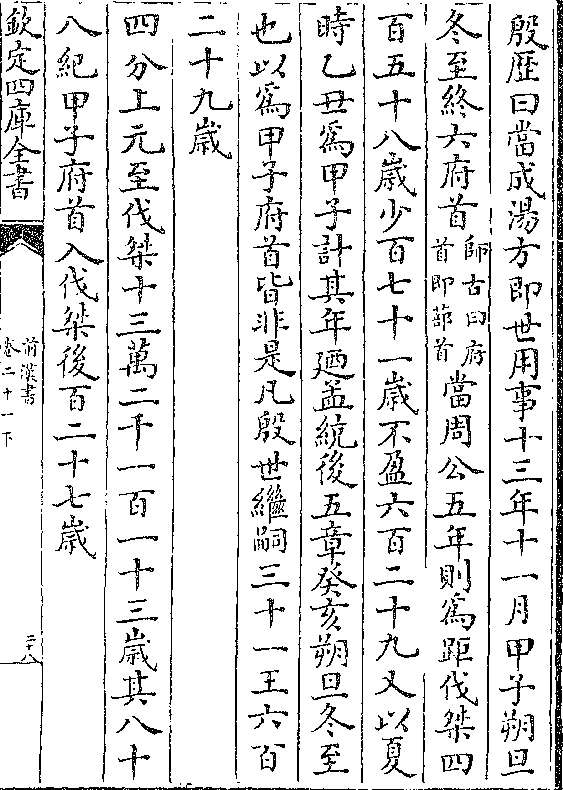 殷歴曰當成湯方即世用事十三年十一月甲子朔旦
冬至終六府首師古曰府首即蔀首當周公五年則爲距伐桀四
百五十八歲少百七十一歲不盈六百二十九又以夏
時乙丑爲甲子計其年廼孟統後五章癸亥朔旦冬至
也以爲甲子府首皆非是凡殷世繼嗣三十一王六百
二十九歲
四分上元至伐桀十三萬二千一百一十三歲其八十
八紀甲子府首入伐桀後百二十七歲
欽定四庫全書
前漢書
卷二十一下
二十八